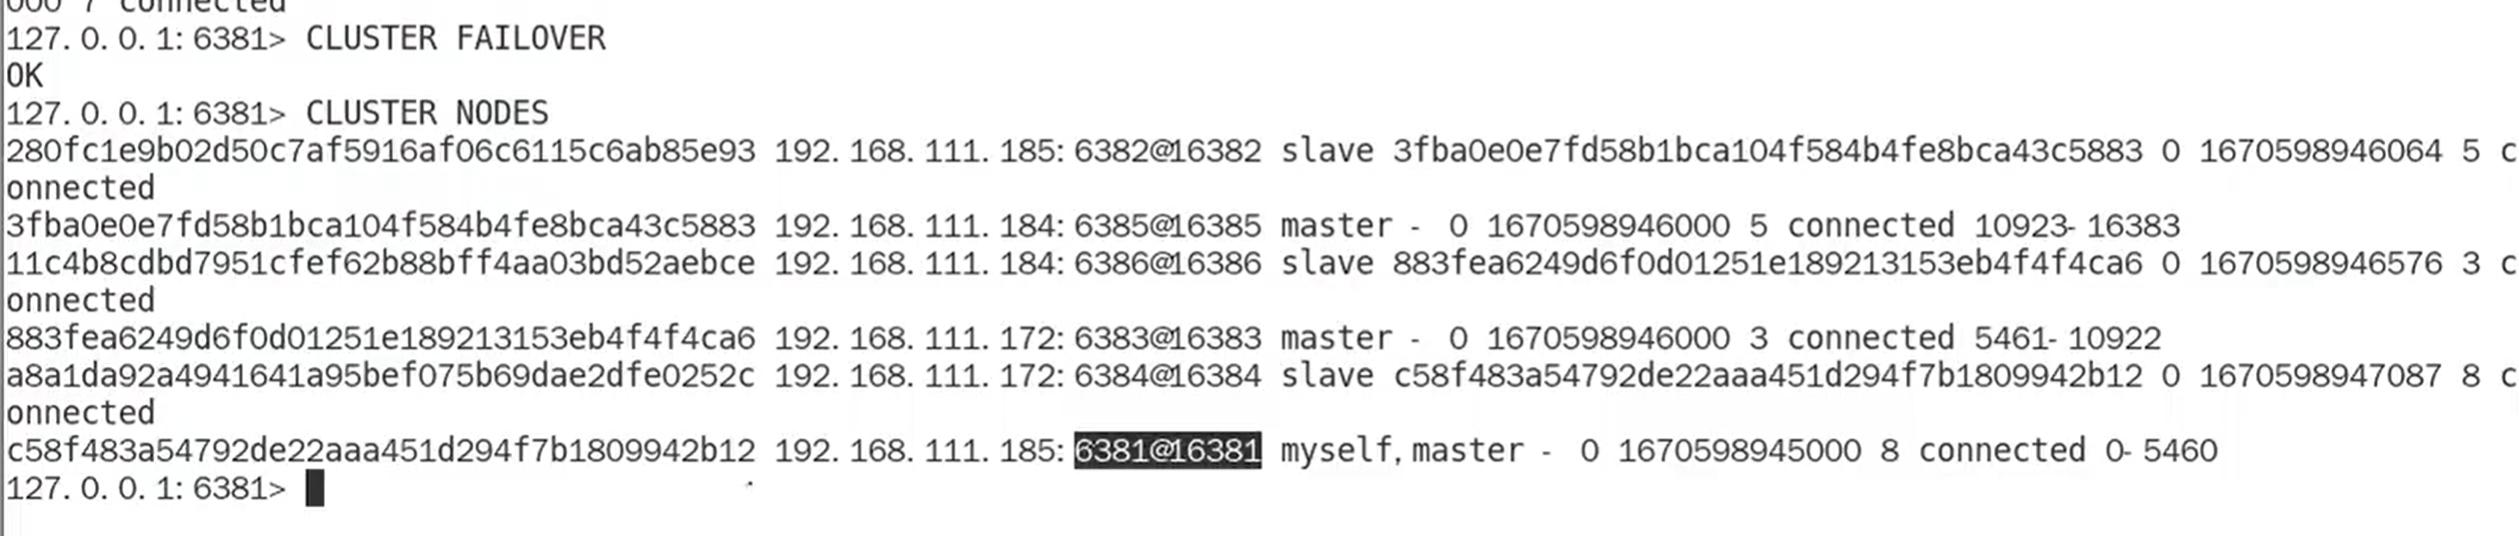 000 7 connected
127.0.0.1:6381> CLUSTER FAILOVER
OK
127.0.0.1:6381> CLUSTER NODES
280fc1e9b02d50c7af5916af06c6115c6ab85e93 192.168.111.185:6382@16382 slave 3fba0e0e7fd58b1bca104f584b4fe8bca43c5883 0 1670598946064 5 c
onnected
3fba0e0e7fd58b1bca104f584b4fe8bca43c5883 192.168.111.184:6385@16385 master - 0 1670598946000 5 connected 10923-16383
11c4b8cdbd7951cfef62b88bff4aa03bd52aebce 192.168.111.184:6386@16386 slave 883fea6249d6f0d01251e189213153eb4f4f4ca6 0 1670598946576 3 c
onnected
883fea6249d6f0d01251e189213153eb4f4f4ca6 192.168.111.172:6383@16383 master - 0 1670598946000 3 connected 5461-10922
a8a1da92a4941641a95bef075b69dae2dfe0252c 192.168.111.172:6384@16384 slave c58f483a54792de22aaa451d294f7b1809942b12 0 1670598947087 8 c
onnected
c58f483a54792de22aaa451d294f7b1809942b12 192.168.111.185:6381@16381 myself,master - 0 1670598945000 8 connected 0-5460
127.0.0.1:6381>